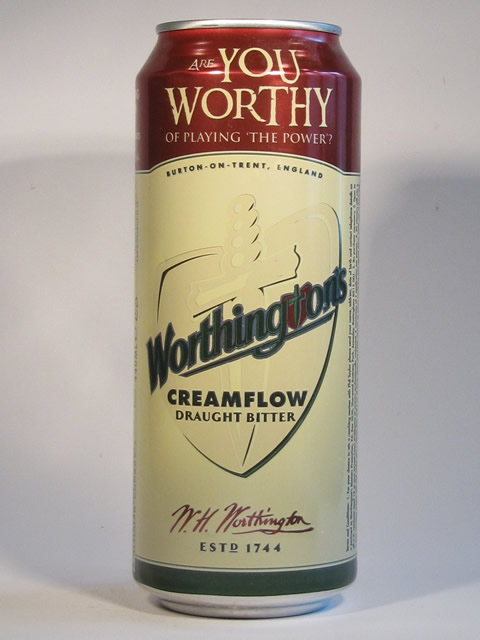 ARE YOU
WORTHY
OF PLAYING 'THE POWER'?
BURTON-ON-TRENT, ENGLAND
Worthington's
CREAMFLOW
DRAUGHT BITTER
W.H. Worthington
ESTD 1744